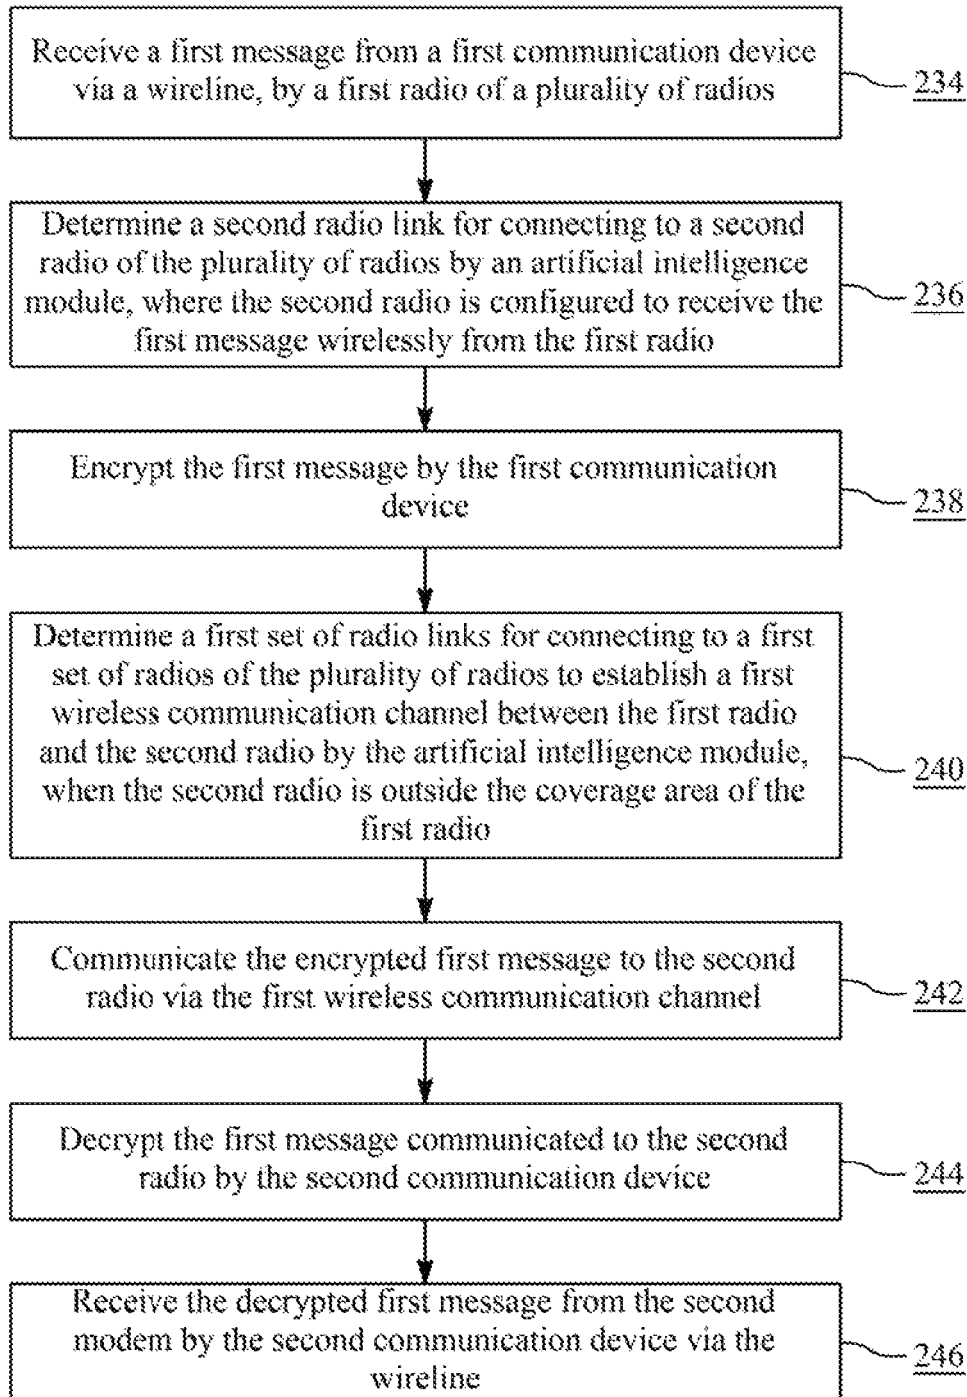 Receive a first message from a first communication device
via a wireline, by a first radio of a plurality of radios
234
Determine a second radio link for connecting to a second
radio of the plurality of radios by an artificial intelligence
module, where the second radio is configured to receive the
first message wirelessly from the first radio
236
Encrypt the first message by the first communication
device
238
Determine a first set of radio links for connecting to a first
set of radios of the plurality of radios to establish a first
wireless communication channel between the first radio
and the second radio by the artificial intelligence module,
when the second radio is outside the coverage area of the
first radio
240
Communicate the encrypted first message to the second
radio via the first wireless communication channel
242
Decrypt the first message communicated to the second
radio by the second communication device
244
Receive the decrypted first message from the second
modem by the second communication device via the
wireline
246